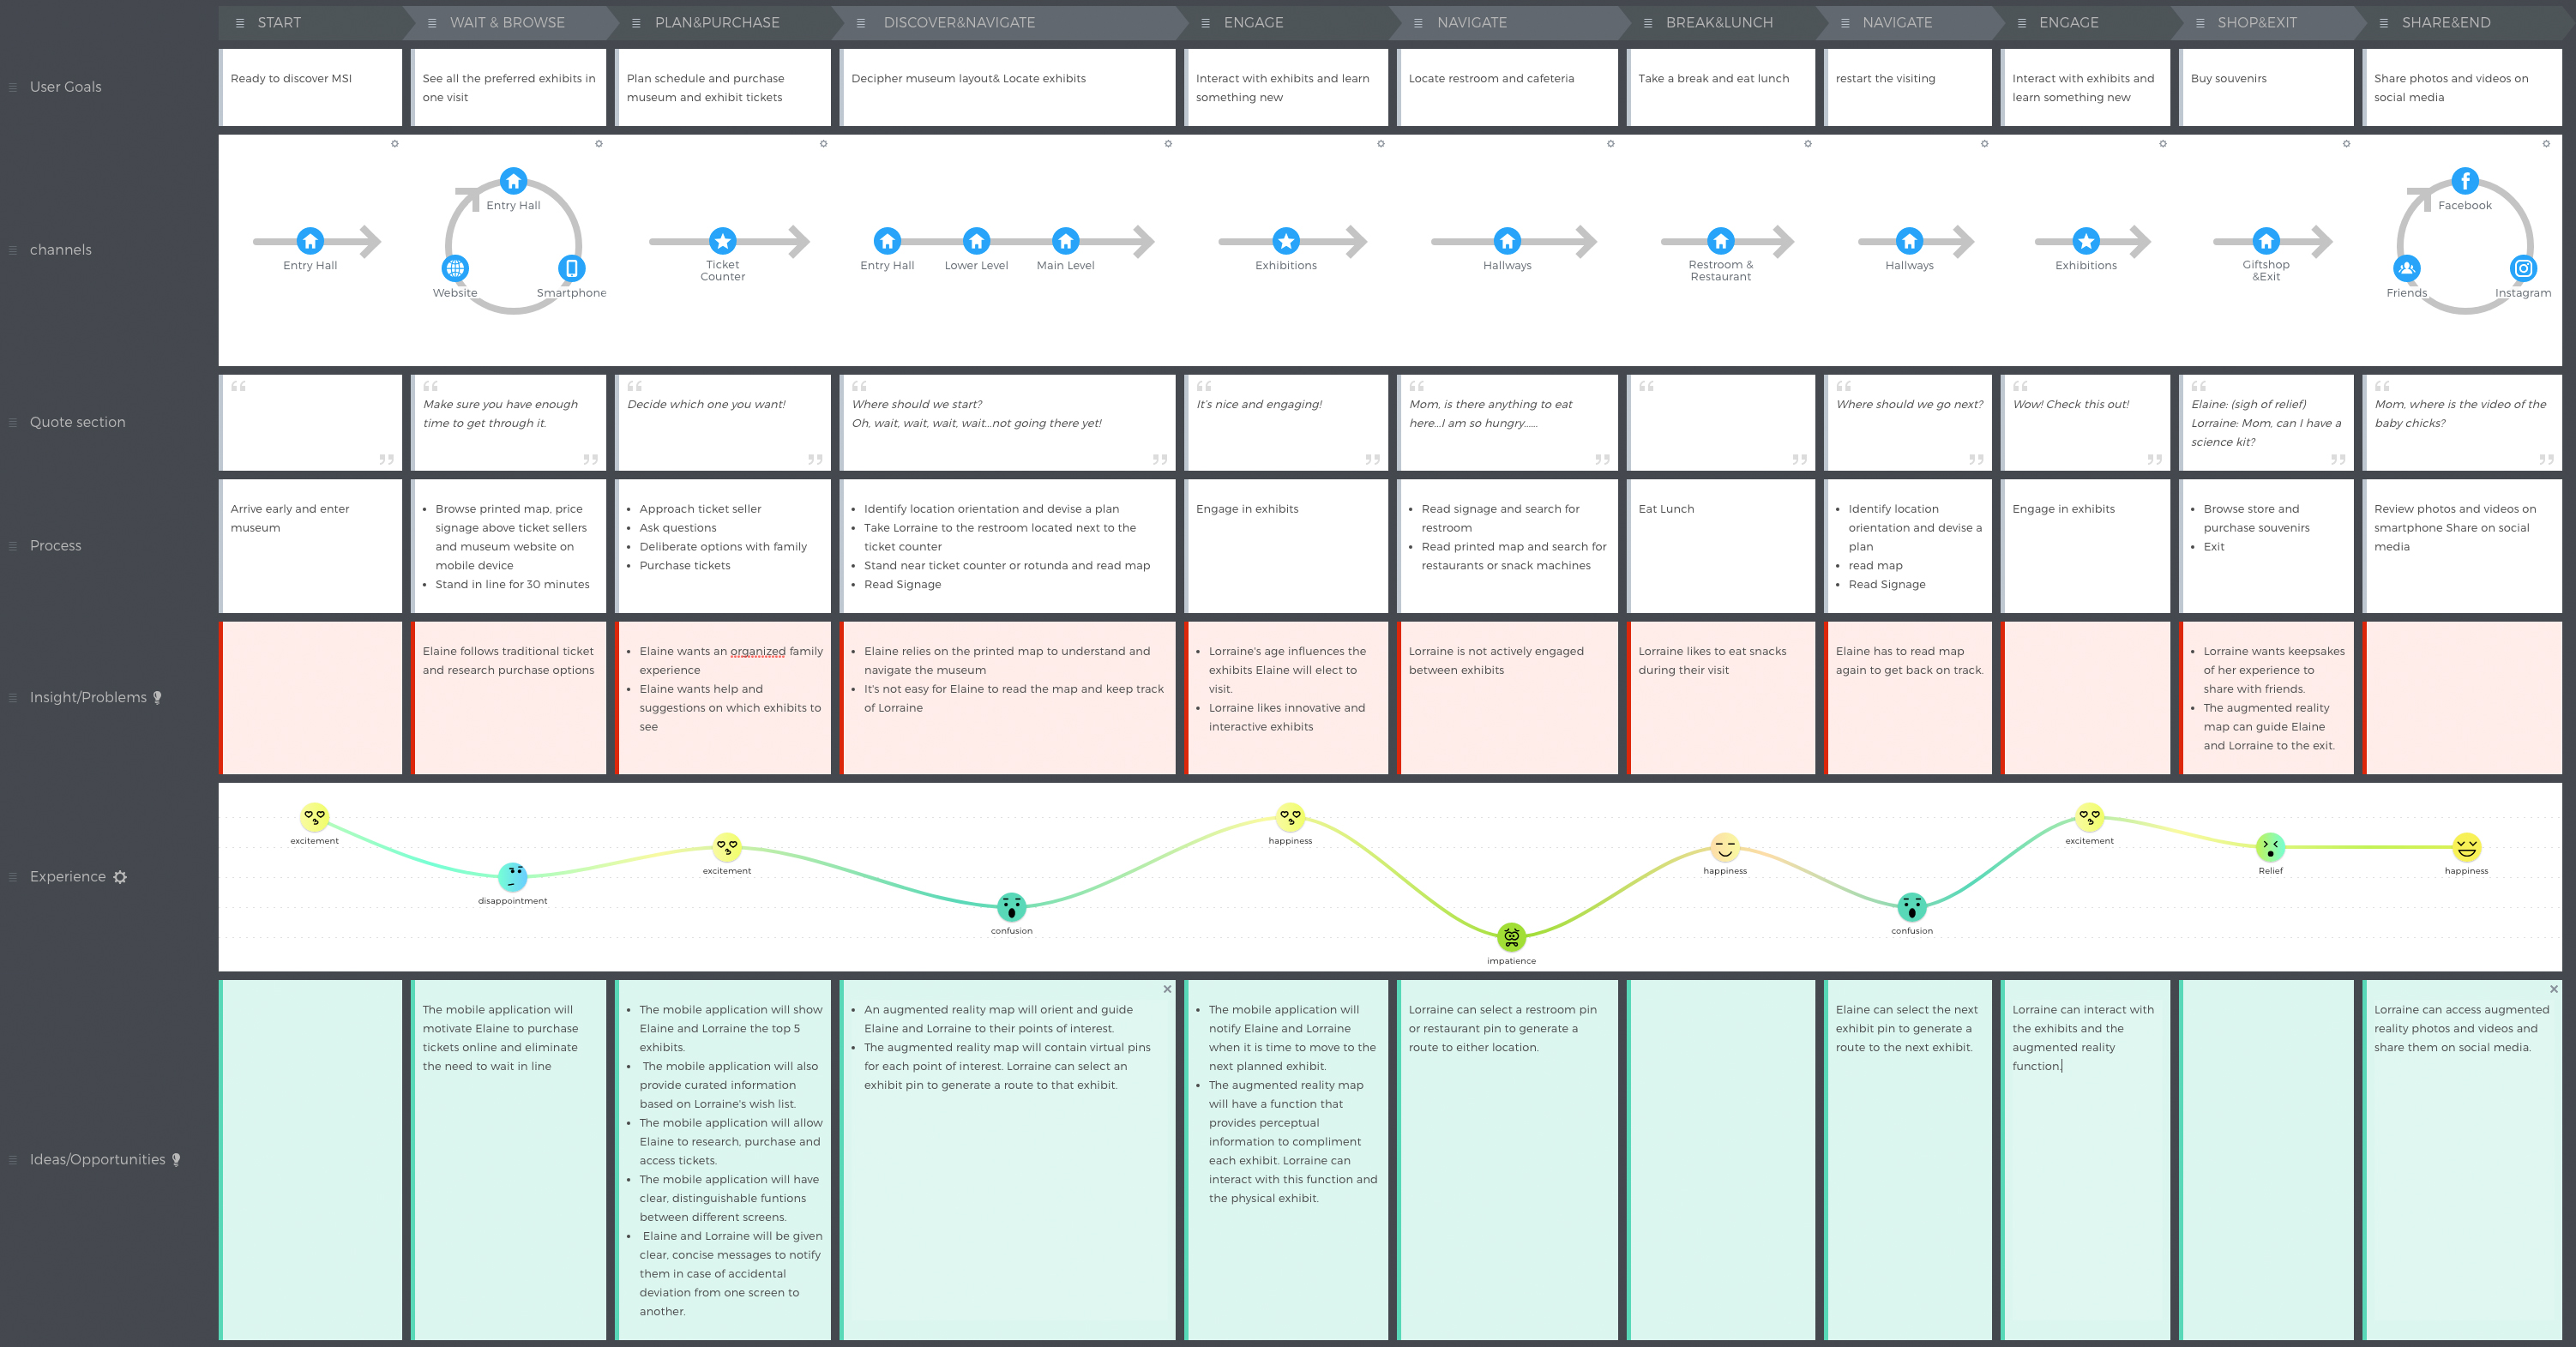 START
WAIT & BROWSE
PLAN&PURCHASE
DISCOVER&NAVIGATE
ENGAGE
NAVIGATE
BREAK&LUNCH
NAVIGATE
ENGAGE
SHOP&EXIT
SHARE&END
User Goals
Ready to discover MSI
See all the preferred exhibits in
one visit
Plan schedule and purchase
museum and exhibit tickets
Decipher museum layout& Locate exhibits
Interact with exhibits and learn
something new
Locate restroom and cafeteria
Take a break and eat lunch
restart the visiting
Interact with exhibits and
learn something new
Buy souvenirs
Share photos and videos on
social media
channels
Entry Hall
Entry Hall
Website
Smartphone
Ticket
Counter
Entry Hall
Lower Level
Main Level
Exhibitions
Hallways
Restroom &
Restaurant
Hallways
Exhibitions
Giftshop
&Exit
Facebook
Friends
Instagram
Quote section
Make sure you have enough
time to get through it.
Decide which one you want!
Where should we start?
Oh, wait, wait, wait, wait...not going there yet!
It's nice and engaging!
Mom, is there anything to eat
here...I am so hungry......
Where should we go next?
Wow! Check this out!
Elaine: (sigh of relief)
Lorraine: Mom, can I have a
science kit?
Mom, where is the video of the
baby chicks?
Process
Arrive early and enter
museum
• Browse printed map, price
signage above ticket sellers
and museum website on
mobile device
• Stand in line for 30 minutes
• Approach ticket seller
• Ask questions
• Deliberate options with family
• Purchase tickets
• Identify location orientation and devise a plan
• Take Lorraine to the restroom located next to the
ticket counter
• Stand near ticket counter or rotunda and read map
• Read Signage
Engage in exhibits
• Read signage and search for
restroom
• Read printed map and search for
restaurants or snack machines
Eat Lunch
• Identify location
orientation and devise a
plan
• read map
• Read Signage
Engage in exhibits
• Browse store and
purchase souvenirs
• Exit
Review photos and videos on
smartphone Share on social
media
Insight/Problems
Elaine follows traditional ticket
and research purchase options
• Elaine wants an organized family
experience
• Elaine wants help and
suggestions on which exhibits to
see
• Elaine relies on the printed map to understand and
navigate the museum
• It's not easy for Elaine to read the map and keep track
of Lorraine
• Lorraine's age influences the
exhibits Elaine will elect to
visit.
• Lorraine likes innovative and
interactive exhibits
Lorraine is not actively engaged
between exhibits
Lorraine likes to eat snacks
during their visit
Elaine has to read map
again to get back on track.
• Lorraine wants keepsakes
of her experience to
share with friends.
• The augmented reality
map can guide Elaine
and Lorraine to the exit.
Experience
excitement
disappointment
excitement
confusion
happiness
impatience
happiness
confusion
excitement
Relief
happiness
Ideas/Opportunities
The mobile application will
motivate Elaine to purchase
tickets online and eliminate
the need to wait in line
• The mobile application will show
Elaine and Lorraine the top 5
exhibits.
• The mobile application will also
provide curated information
based on Lorraine's wish list.
• The mobile application will allow
Elaine to research, purchase and
access tickets.
• The mobile application will have
clear, distinguishable funtions
between different screens.
• Elaine and Lorraine will be given
clear, concise messages to notify
them in case of accidental
deviation from one screen to
another.
• An augmented reality map will orient and guide
Elaine and Lorraine to their points of interest.
• The augmented reality map will contain virtual pins
for each point of interest. Lorraine can select an
exhibit pin to generate a route to that exhibit.
• The mobile application will
notify Elaine and Lorraine
when it is time to move to the
next planned exhibit.
• The augmented reality map
will have a function that
provides perceptual
information to compliment
each exhibit. Lorraine can
interact with this function and
the physical exhibit.
Lorraine can select a restroom pin
or restaurant pin to generate a
route to either location.
Elaine can select the next
exhibit pin to generate a
route to the next exhibit.
Lorraine can interact with
the exhibits and the
augmented reality
function.
Lorraine can access augmented
reality photos and videos and
share them on social media.